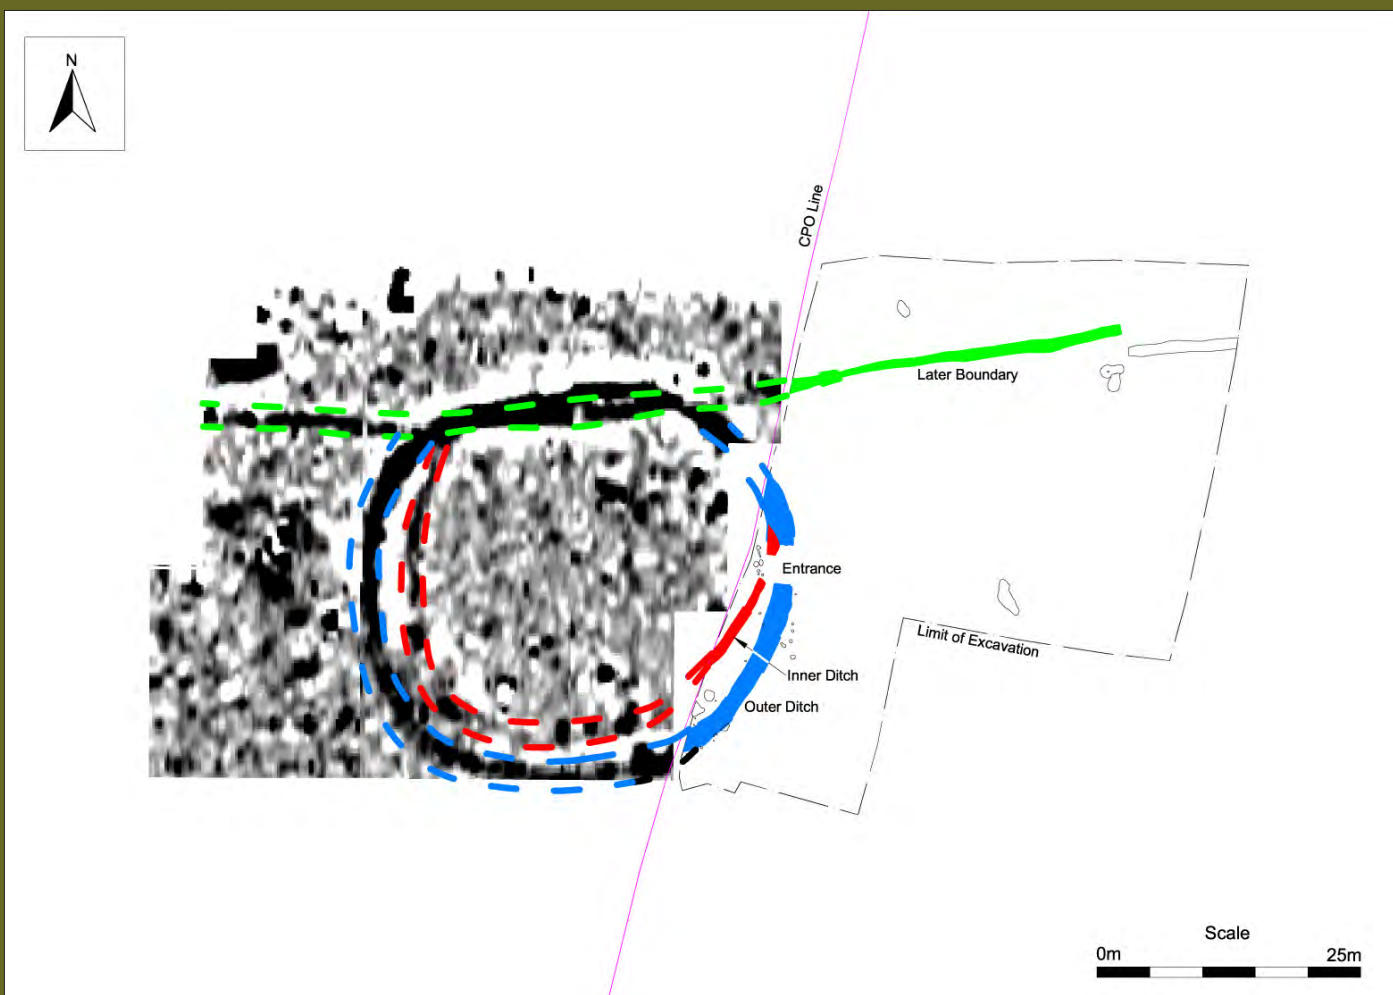 N
CPO Line
Later Boundary
Entrance
Limit of Excavation
Inner Ditch
Outer Ditch
Scale
0m 25m